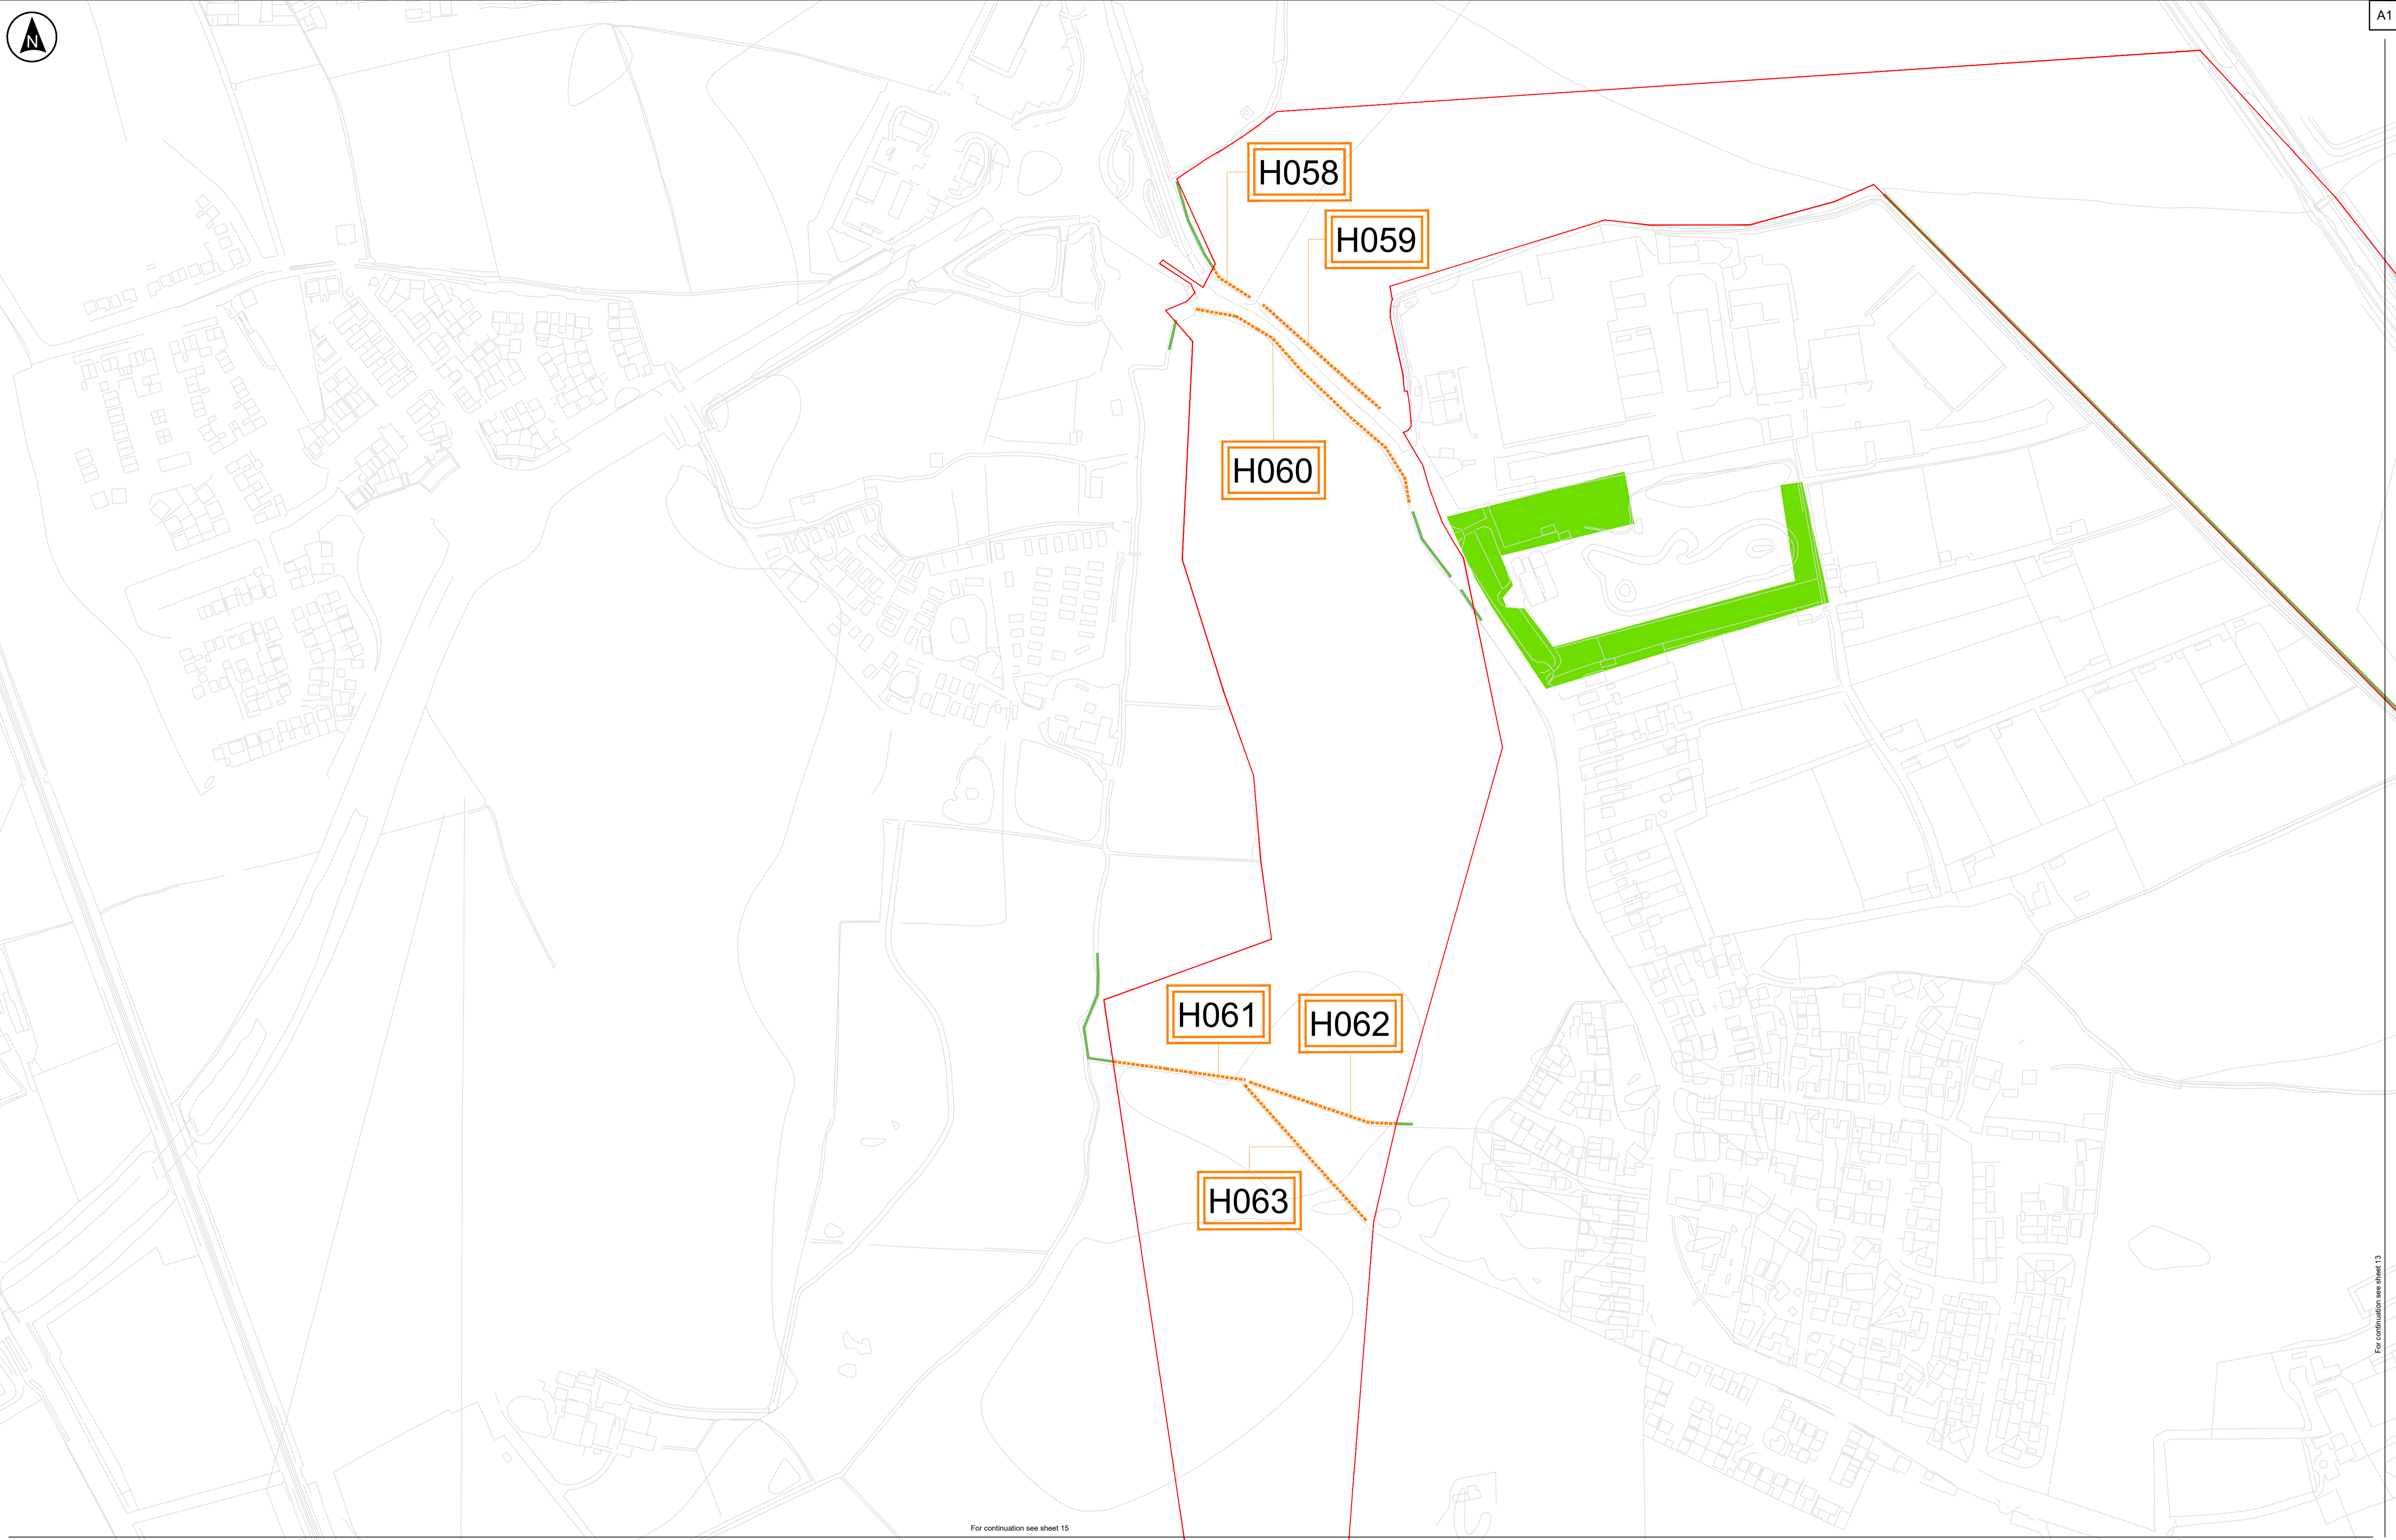 N
A1
H058
H059
H060
H061
H062
H063
For continuation see sheet 13
For continuation see sheet 15